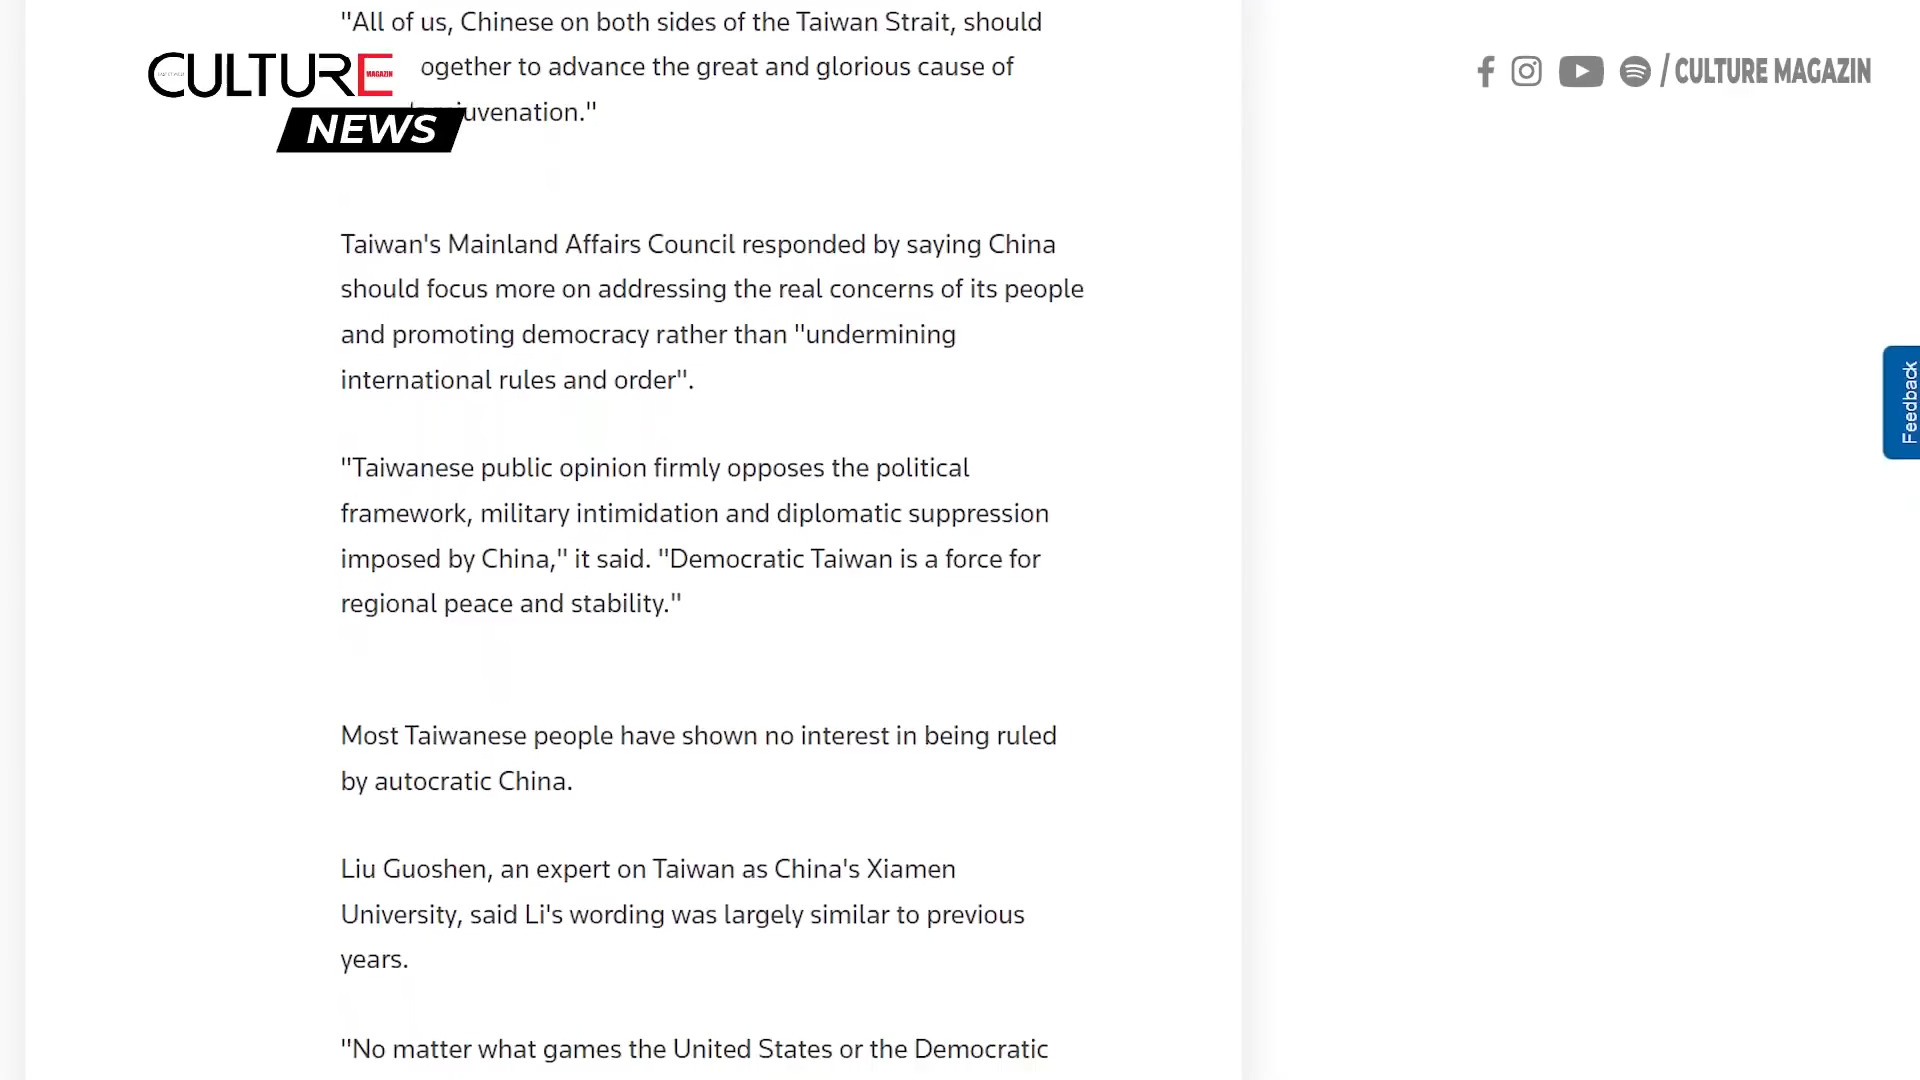 "All of us, Chinese on both sides of the Taiwan Strait, should
ogether to advance the great and glorious cause of
uvenation."
CULTURE
MAGAZIN
NEWS
/ CULTURE MAGAZIN
Taiwan's Mainland Affairs Council responded by saying China
should focus more on addressing the real concerns of its people
and promoting democracy rather than "undermining
international rules and order".
Feedback
"Taiwanese public opinion firmly opposes the political
framework, military intimidation and diplomatic suppression
imposed by China," it said. "Democratic Taiwan is a force for
regional peace and stability."
Most Taiwanese people have shown no interest in being ruled
by autocratic China.
Liu Guoshen, an expert on Taiwan as China's Xiamen
University, said Li's wording was largely similar to previous
years.
"No matter what games the United States or the Democratic